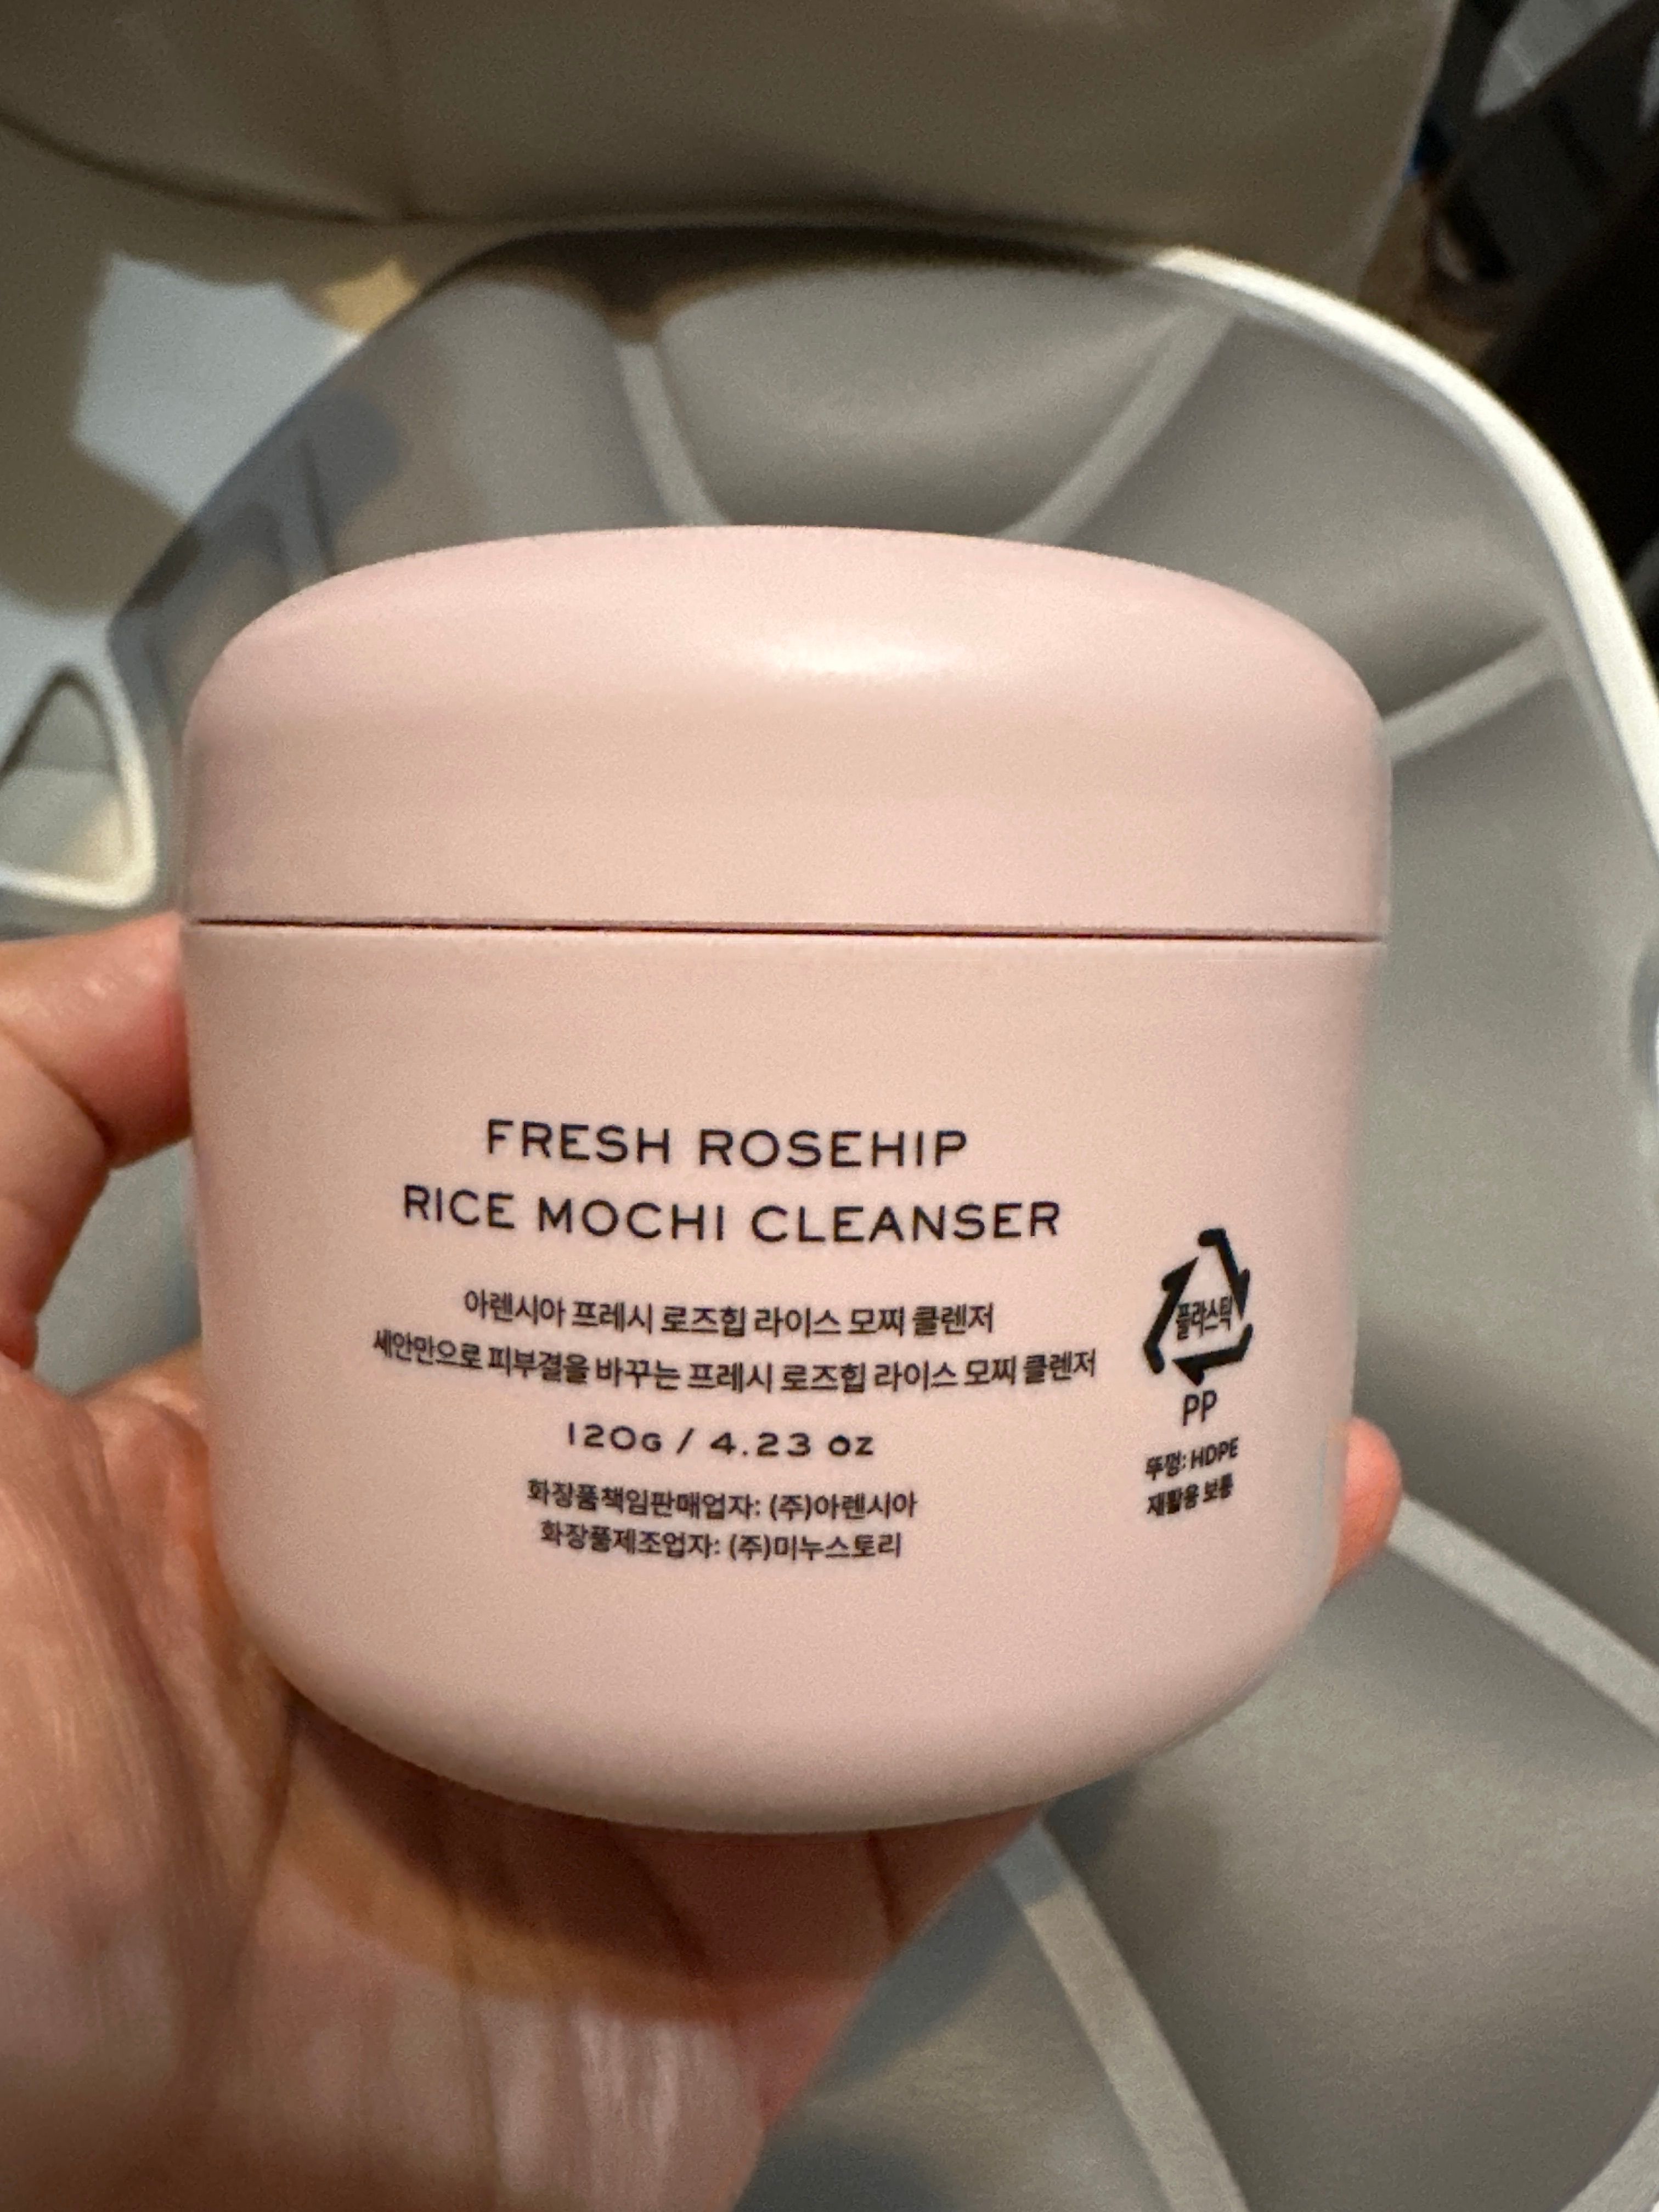 FRESH ROSEHIP
RICE MOCHI CLEANSER
아렌시아 프레시 로즈힙 라이스 모찌 클렌저
세안만으로 피부결을 바꾸는 프레시 로즈힙 라이스 모찌 클렌저
120G / 4.23 OZ
화장품책임판매업자: (주)아렌시아
화장품제조업자: (주)미누스토리
플라스틱
PP
뚜껑: HDPE
재활용 보통